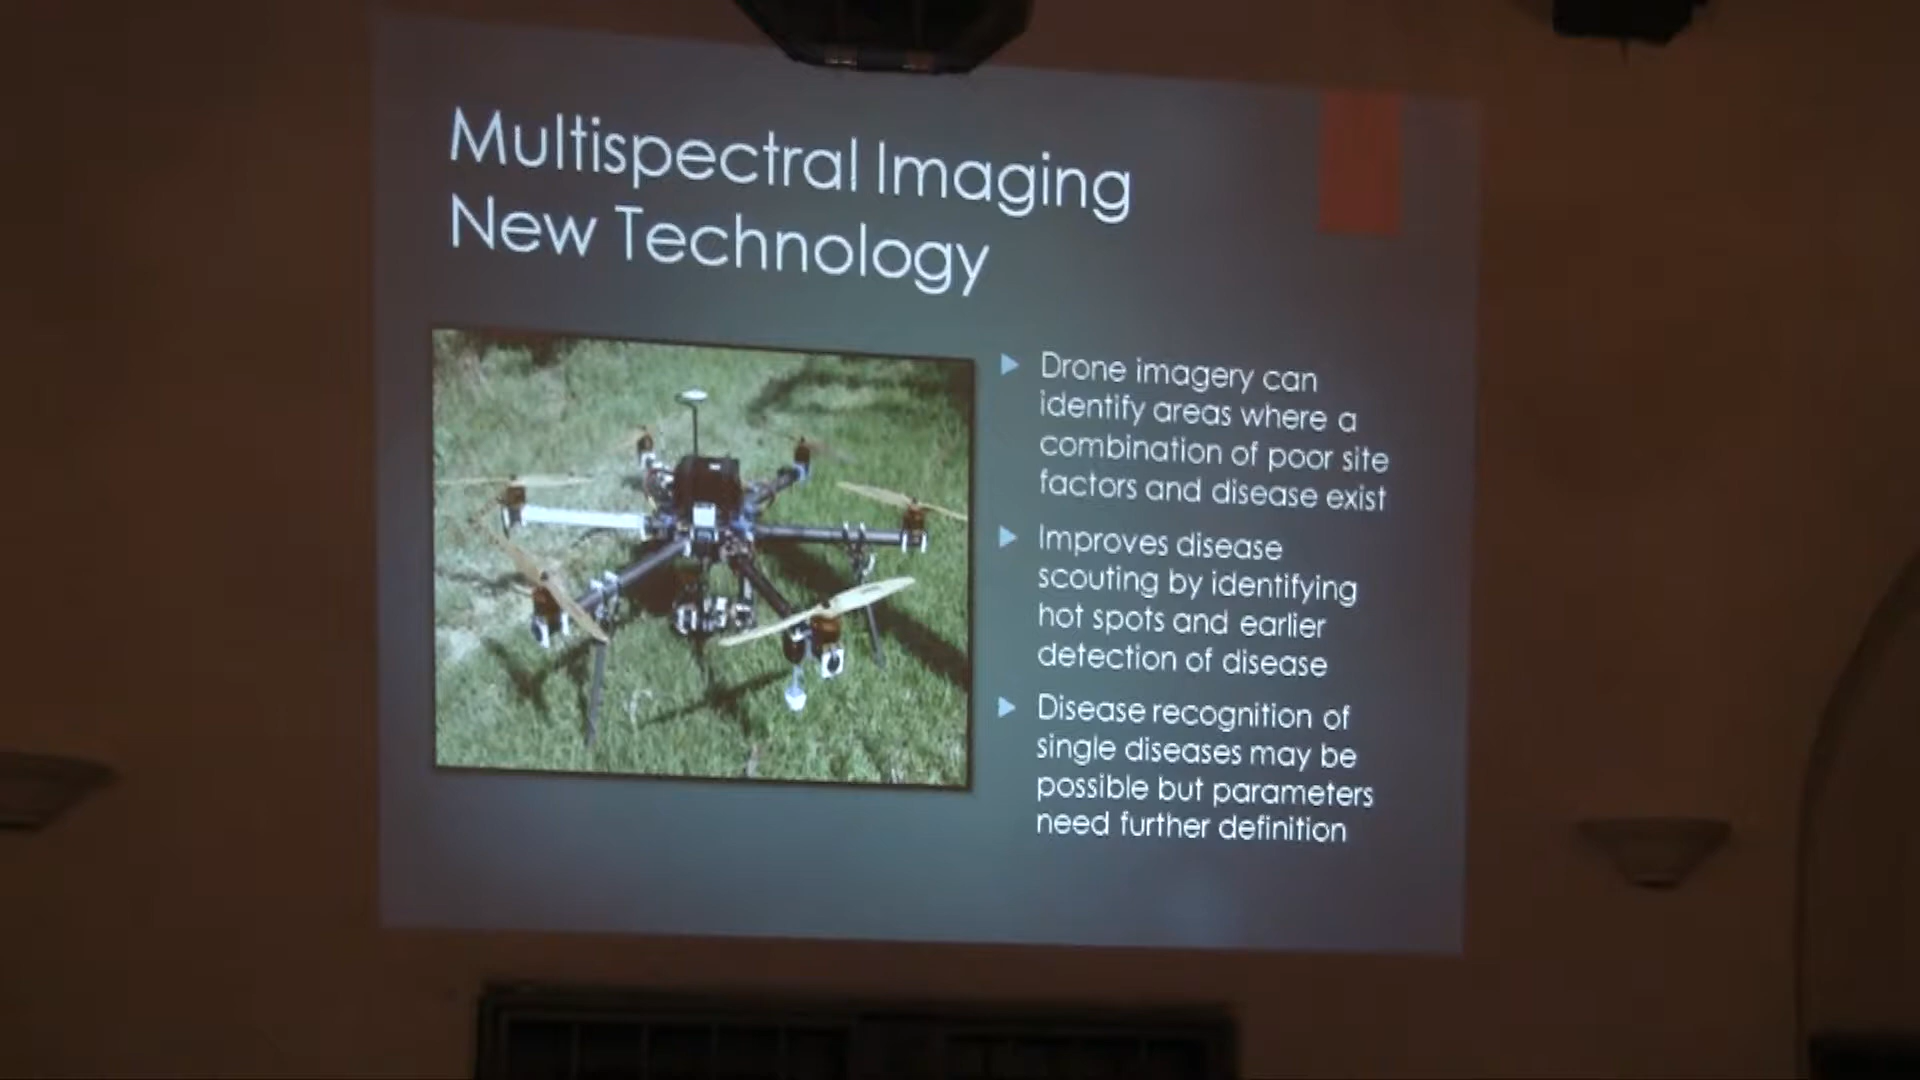 Multispectral Imaging
New Technology
Drone imagery can
identify areas where a
combination of poor site
factors and disease exist
Improves disease
scouting by identifying
hot spots and earlier
detection of disease
Disease recognition of
single diseases may be
possible but parameters
need further definition